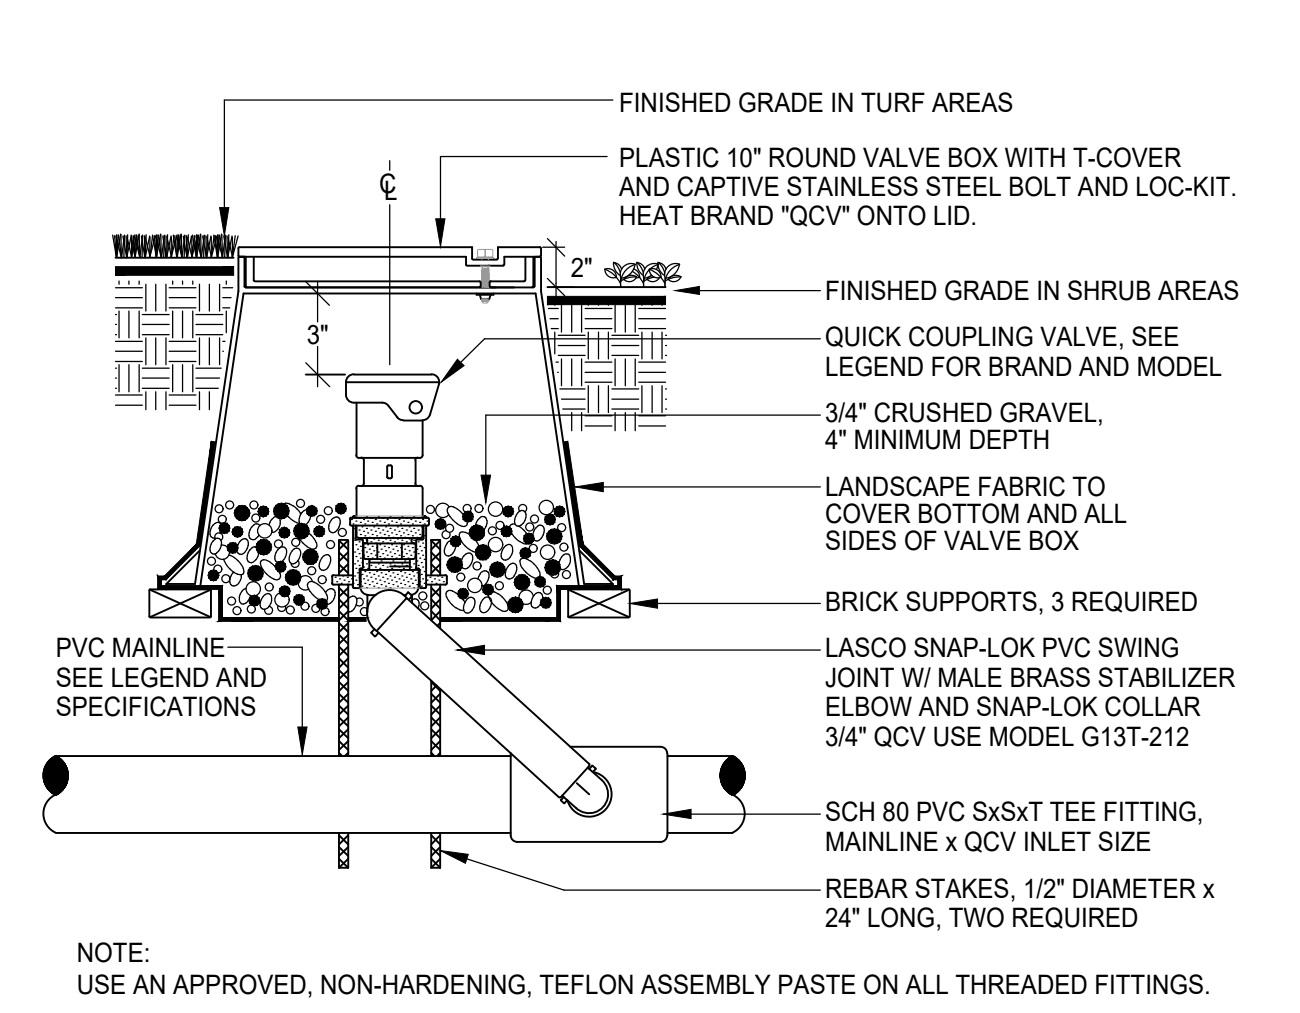 FINISHED GRADE IN TURF AREAS
PLASTIC 10" ROUND VALVE BOX WITH T-COVER
AND CAPTIVE STAINLESS STEEL BOLT AND LOC-KIT.
HEAT BRAND "QCV" ONTO LID.
℄
2"
FINISHED GRADE IN SHRUB AREAS
3"
QUICK COUPLING VALVE, SEE
LEGEND FOR BRAND AND MODEL
3/4" CRUSHED GRAVEL,
4" MINIMUM DEPTH
LANDSCAPE FABRIC TO
COVER BOTTOM AND ALL
SIDES OF VALVE BOX
BRICK SUPPORTS, 3 REQUIRED
PVC MAINLINE
SEE LEGEND AND
SPECIFICATIONS
LASCO SNAP-LOK PVC SWING
JOINT W/ MALE BRASS STABILIZER
ELBOW AND SNAP-LOK COLLAR
3/4" QCV USE MODEL G13T-212
SCH 80 PVC SxSxT TEE FITTING,
MAINLINE x QCV INLET SIZE
REBAR STAKES, 1/2" DIAMETER x
24" LONG, TWO REQUIRED
NOTE:
USE AN APPROVED, NON-HARDENING, TEFLON ASSEMBLY PASTE ON ALL THREADED FITTINGS.